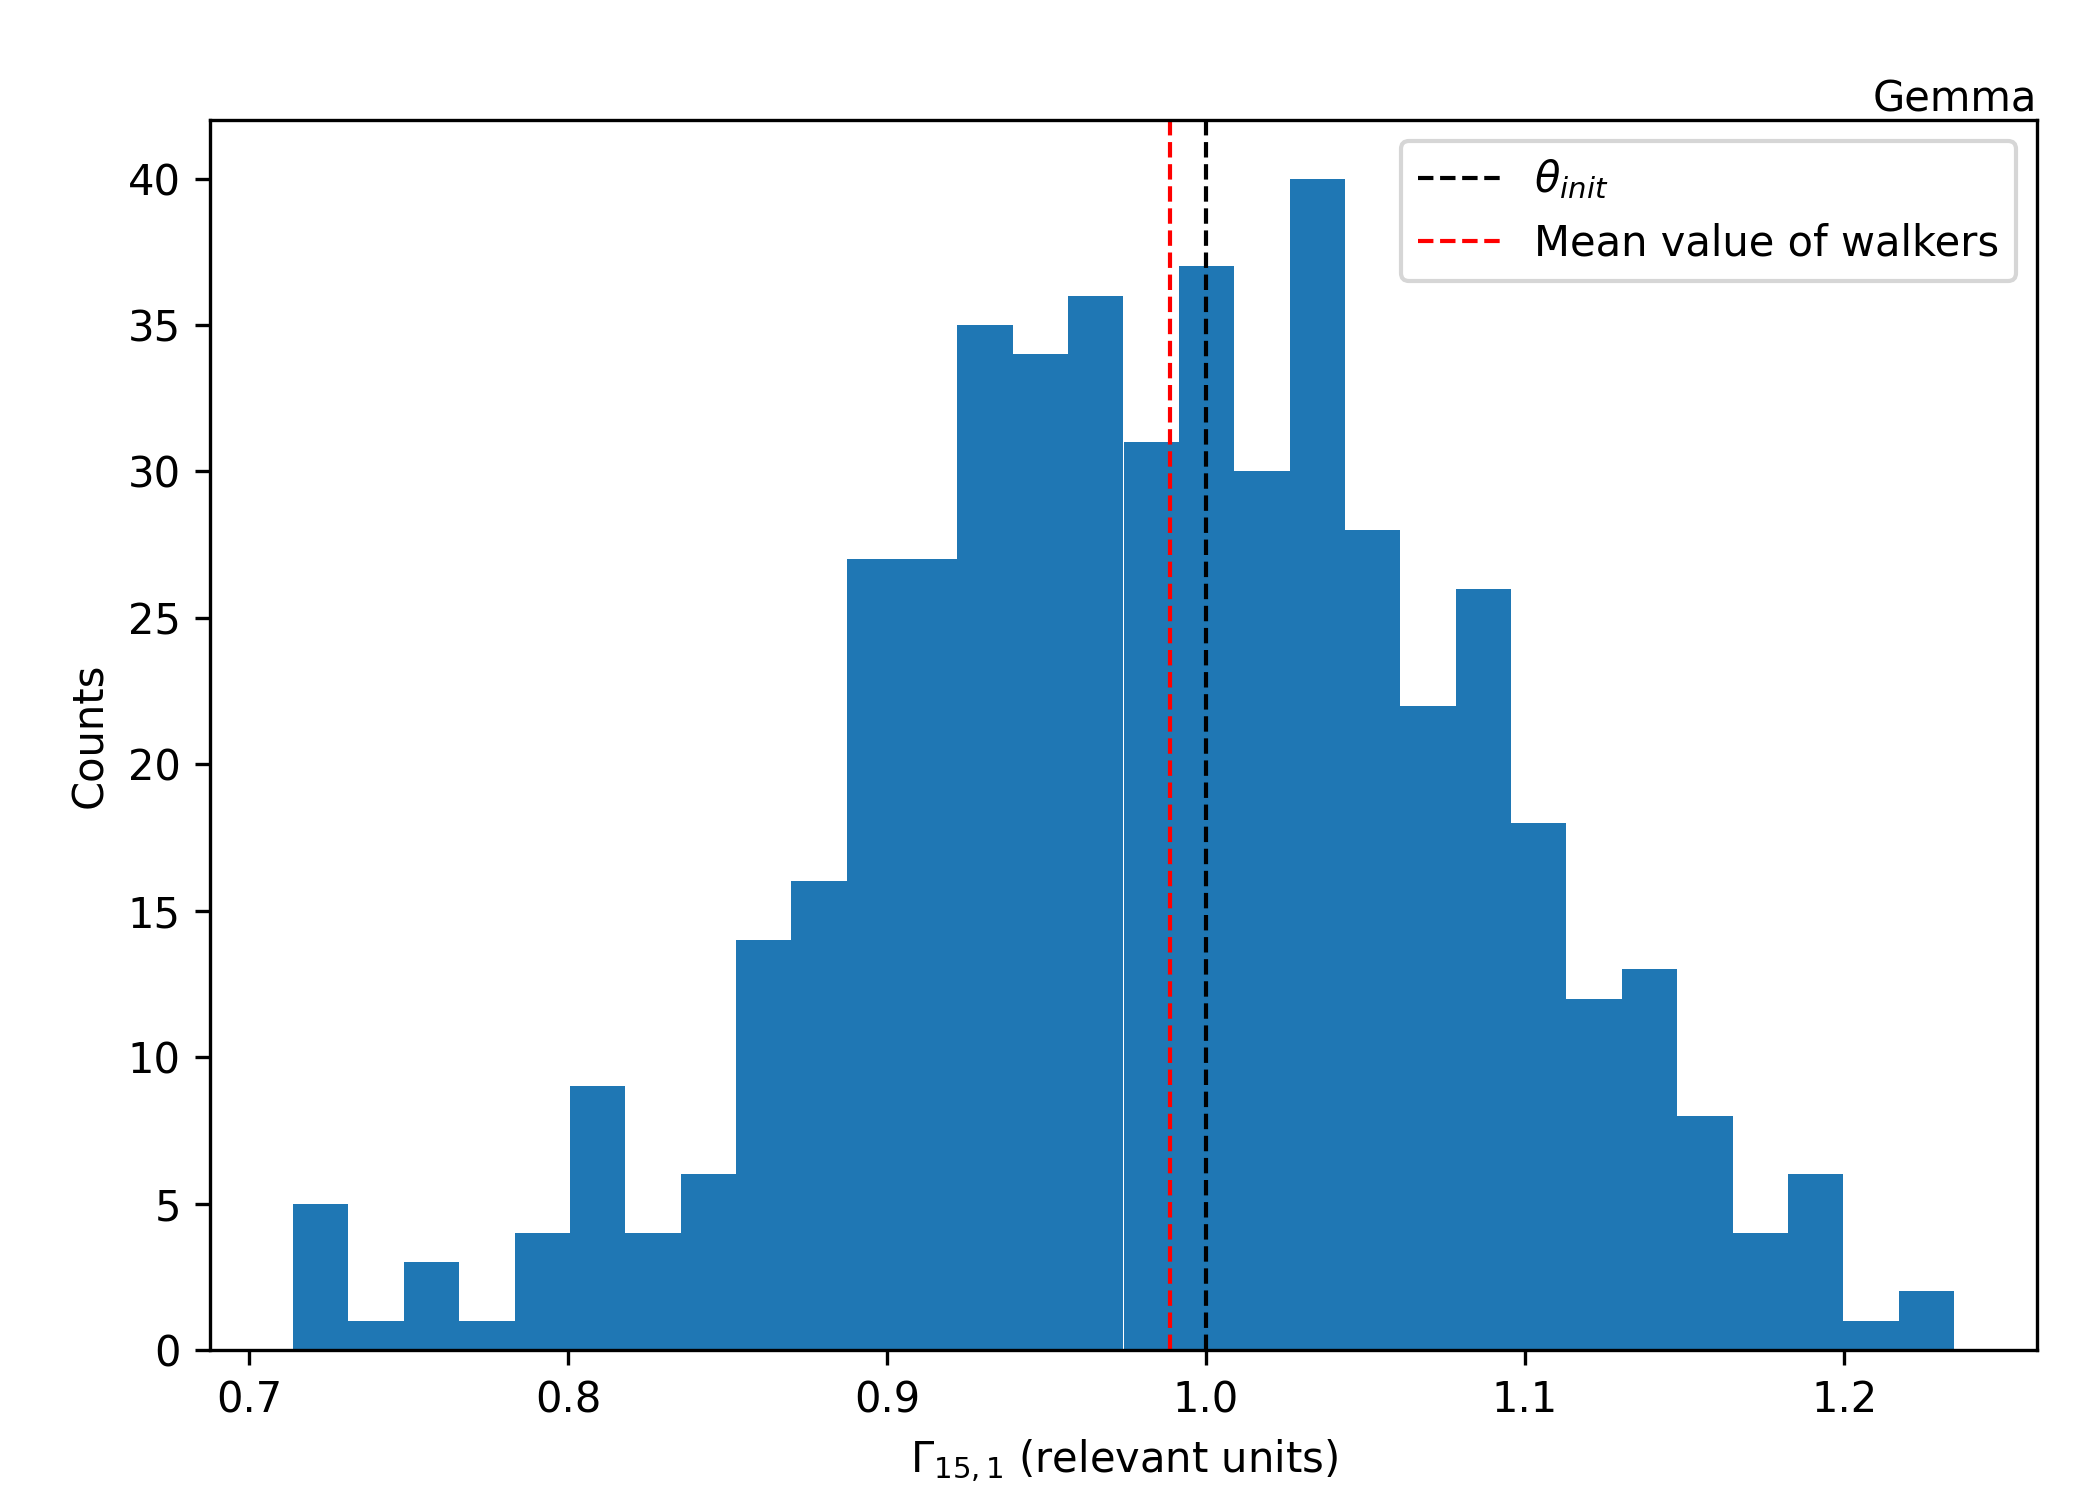 Gemma
θinit
Mean value of walkers
40
35
30
25
20
15
10
5
0
Counts
0.7 0.8 0.9 1.0 1.1 1.2
Γ15, 1 (relevant units)